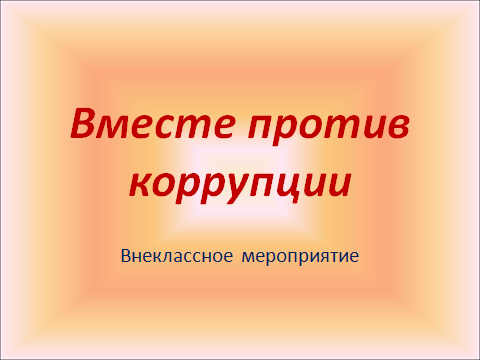 Вместе против
коррупции
Внеклассное мероприятие